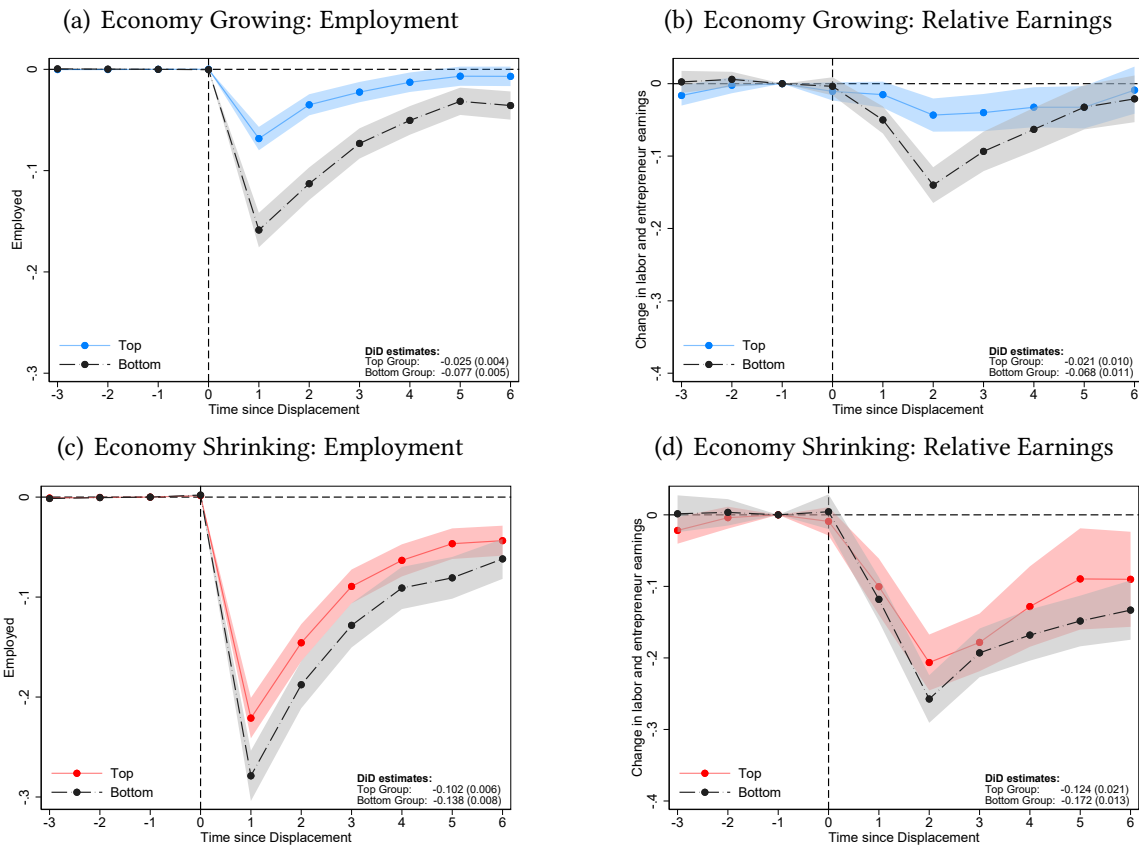 (a) Economy Growing: Employment
Employed
0
-.1
-.2
-.3
Top
Bottom
DiD estimates:
Top Group: -0.025 (0.004)
Bottom Group: -0.077 (0.005)
-3 -2 -1 0 1 2 3 4 5 6
Time since Displacement
(b) Economy Growing: Relative Earnings
Change in labor and entrepreneur earnings
0
-.1
-.2
-.3
-.4
Top
Bottom
DiD estimates:
Top Group: -0.021 (0.010)
Bottom Group: -0.068 (0.011)
-3 -2 -1 0 1 2 3 4 5 6
Time since Displacement
(c) Economy Shrinking: Employment
Employed
0
-.1
-.2
-.3
Top
Bottom
DiD estimates:
Top Group: -0.102 (0.006)
Bottom Group: -0.138 (0.008)
-3 -2 -1 0 1 2 3 4 5 6
Time since Displacement
(d) Economy Shrinking: Relative Earnings
Change in labor and entrepreneur earnings
0
-.1
-.2
-.3
-.4
Top
Bottom
DiD estimates:
Top Group: -0.124 (0.021)
Bottom Group: -0.172 (0.013)
-3 -2 -1 0 1 2 3 4 5 6
Time since Displacement